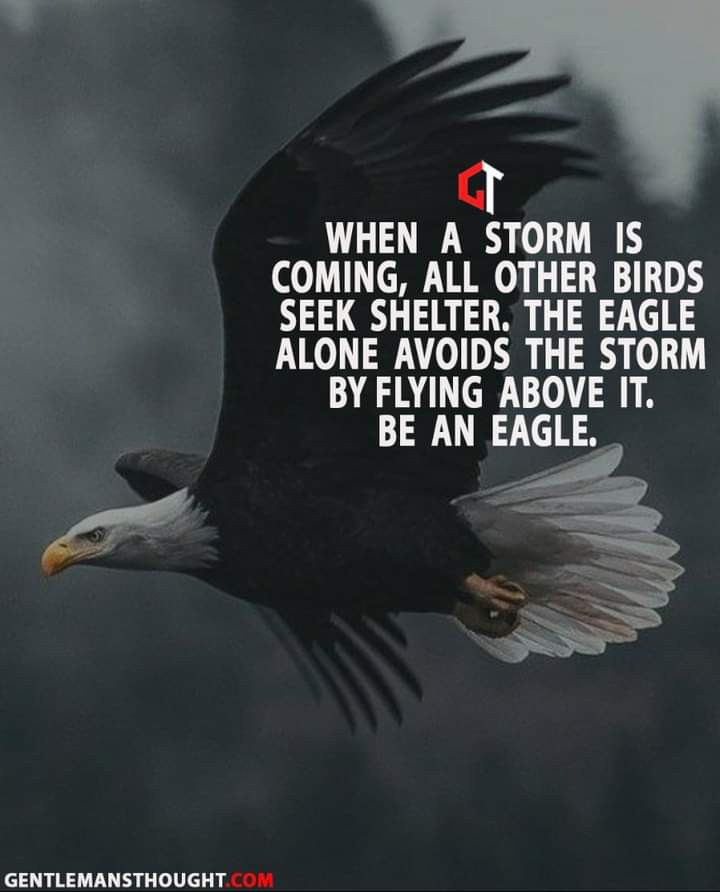 GT
WHEN A STORM IS
COMING, ALL OTHER BIRDS
SEEK SHELTER. THE EAGLE
ALONE AVOIDS THE STORM
BY FLYING ABOVE IT.
BE AN EAGLE.
GENTLEMANSTHOUGHT.COM